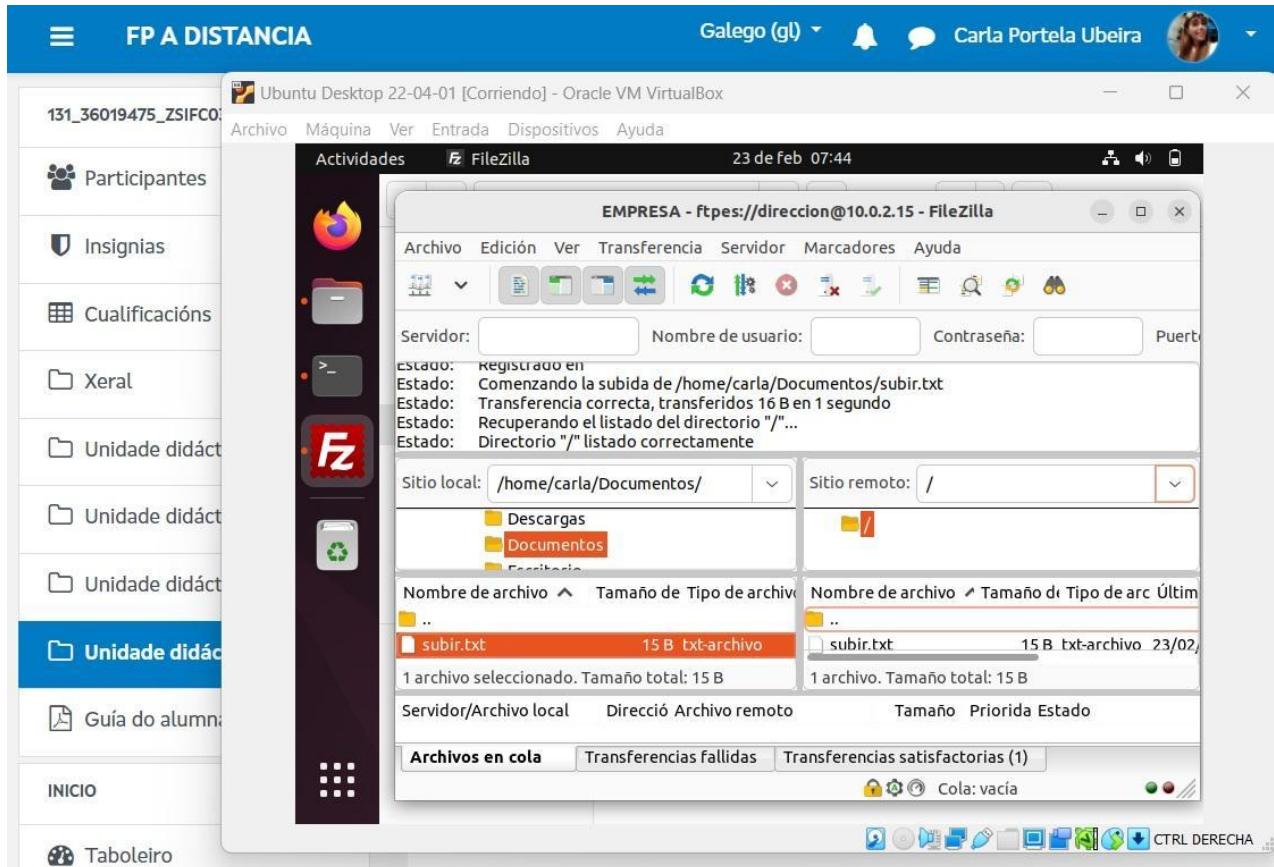 FP A DISTANCIA
Galego (gl)
Carla Portela Ubeira
131_36019475_ZSIFC03
Participantes
Insignias
Cualificacións
Xeral
Unidade didáct
Unidade didáct
Unidade didáct
Unidade didác
Guía do alumna
INICIO
Taboleiro
Ubuntu Desktop 22-04-01 [Corriendo] - Oracle VM VirtualBox
Archivo Máquina Ver Entrada Dispositivos Ayuda
Actividades FileZilla 23 de feb 07:44
EMPRESA - ftpes://direccion@10.0.2.15 - FileZilla
Archivo Edición Ver Transferencia Servidor Marcadores Ayuda
Servidor: Nombre de usuario: Contraseña: Puerto
Estado: Registrado en
Estado: Comenzando la subida de /home/carla/Documentos/subir.txt
Estado: Transferencia correcta, transferidos 16 B en 1 segundo
Estado: Recuperando el listado del directorio "/"...
Estado: Directorio "/" listado correctamente
Sitio local: /home/carla/Documentos/
Sitio remoto: /
Descargas
Documentos
Escritorio
/
Nombre de archivo Tamaño de Tipo de archivo
..
subir.txt 15 B txt-archivo
1 archivo seleccionado. Tamaño total: 15 B
Nombre de archivo Tamaño de Tipo de arc Últim
..
subir.txt 15 B txt-archivo 23/02/
1 archivo. Tamaño total: 15 B
Servidor/Archivo local Direcció Archivo remoto Tamaño Priorida Estado
Archivos en cola Transferencias fallidas Transferencias satisfactorias (1)
Cola: vacía
CTRL DERECHA